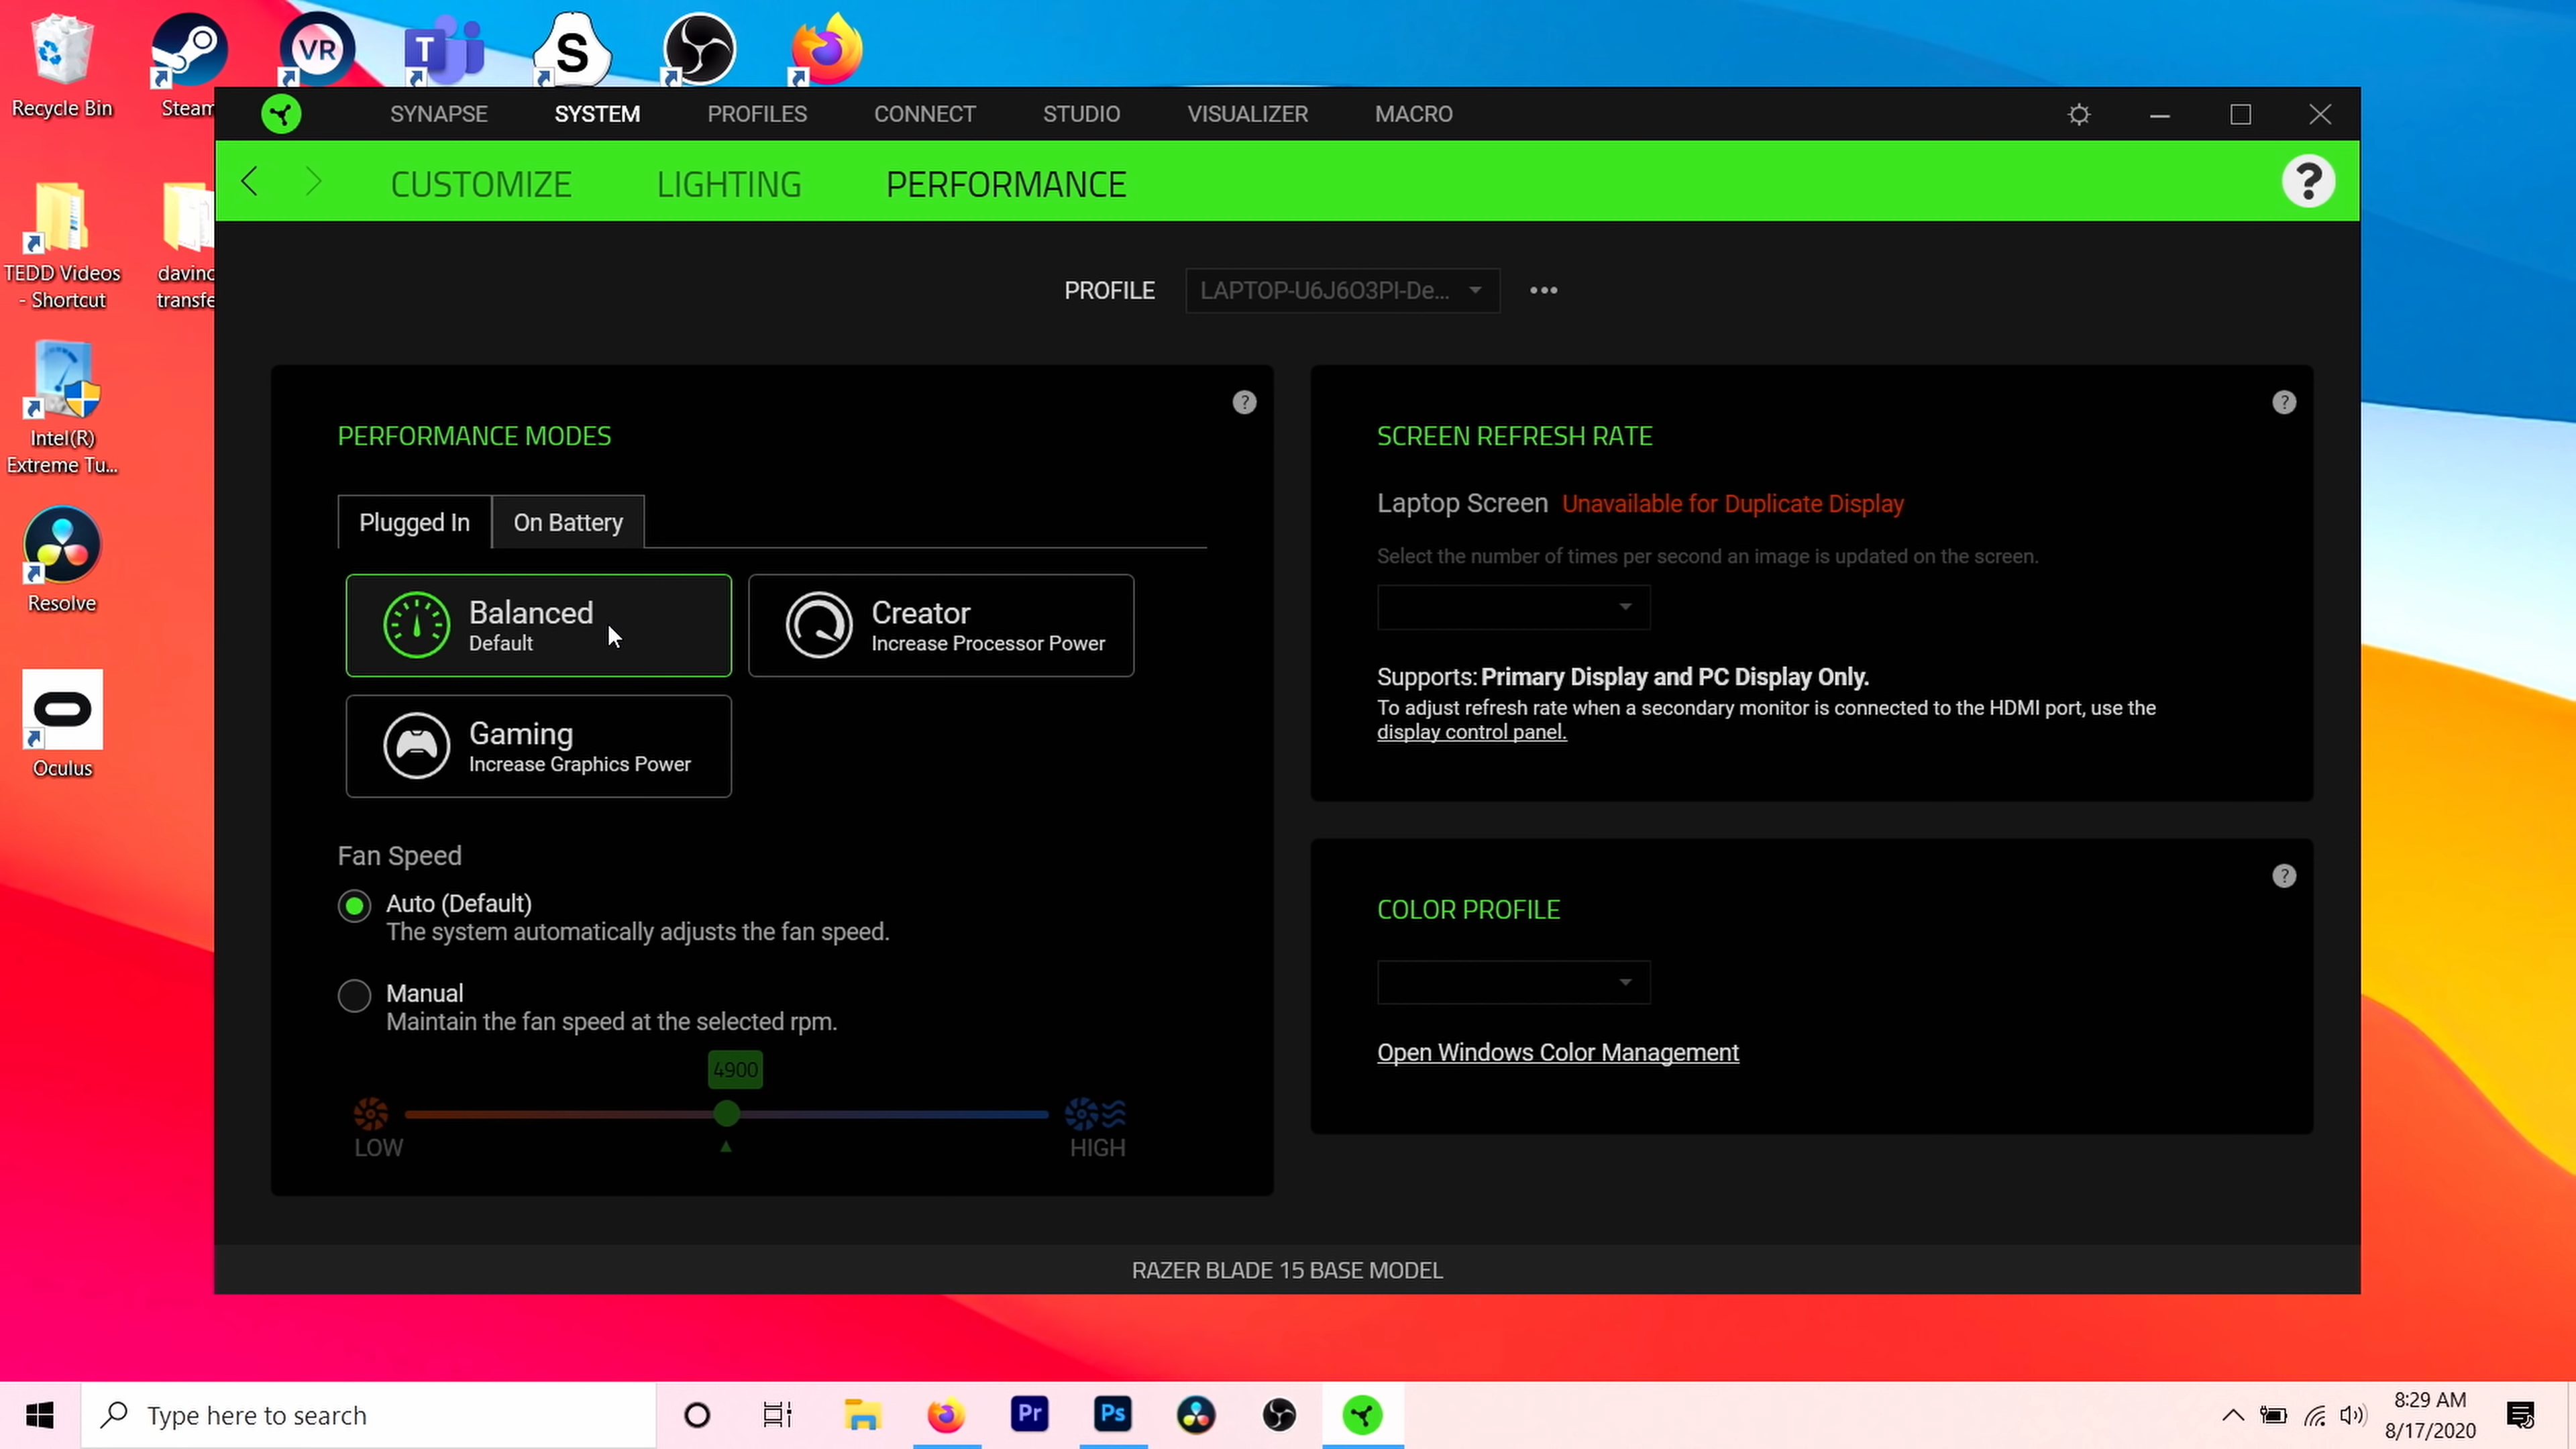 Recycle Bin
Steam
VR
T
S
TEDD Videos
- Shortcut
davinc
transfe
Intel(R)
Extreme Tu...
Resolve
Oculus
SYNAPSE SYSTEM PROFILES CONNECT STUDIO VISUALIZER MACRO
CUSTOMIZE LIGHTING PERFORMANCE ?
PROFILE LAPTOP-U6J6O3PI-De... •••
PERFORMANCE MODES ?
Plugged In On Battery
Balanced
Default
Creator
Increase Processor Power
Gaming
Increase Graphics Power
Fan Speed
Auto (Default)
The system automatically adjusts the fan speed.
Manual
Maintain the fan speed at the selected rpm.
4900
LOW HIGH
SCREEN REFRESH RATE ?
Laptop Screen Unavailable for Duplicate Display
Select the number of times per second an image is updated on the screen.
Supports: Primary Display and PC Display Only.
To adjust refresh rate when a secondary monitor is connected to the HDMI port, use the
display control panel.
COLOR PROFILE ?
Open Windows Color Management
RAZER BLADE 15 BASE MODEL
Type here to search
Pr
Ps
8:29 AM
8/17/2020